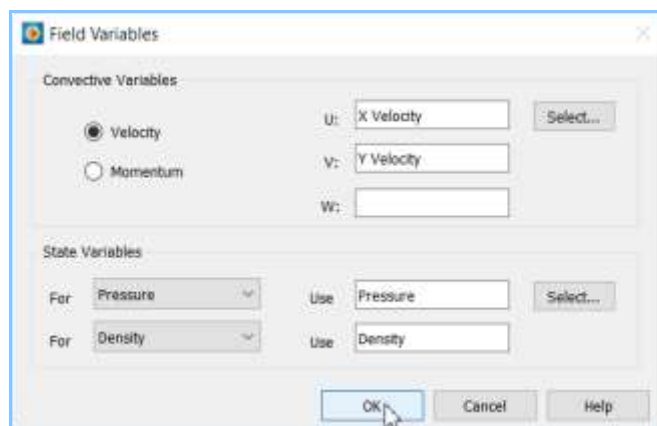 Field Variables
Convective Variables
Velocity
Momentum
U: X Velocity Select...
V: Y Velocity
W:
State Variables
For Pressure Use Pressure Select...
For Density Use Density
OK Cancel Help